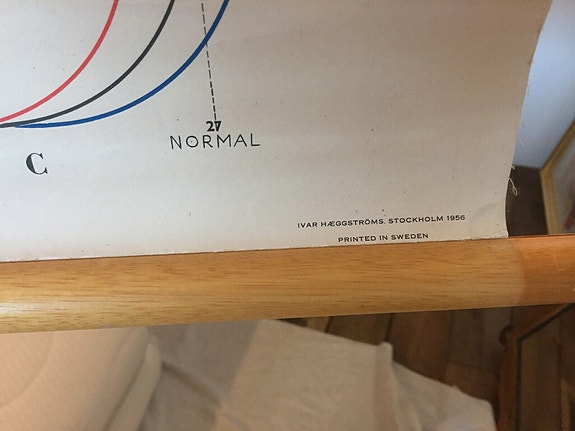 27
NORMAL
C
IVAR HÆGGSTRÖMS. STOCKHOLM 1956
PRINTED IN SWEDEN